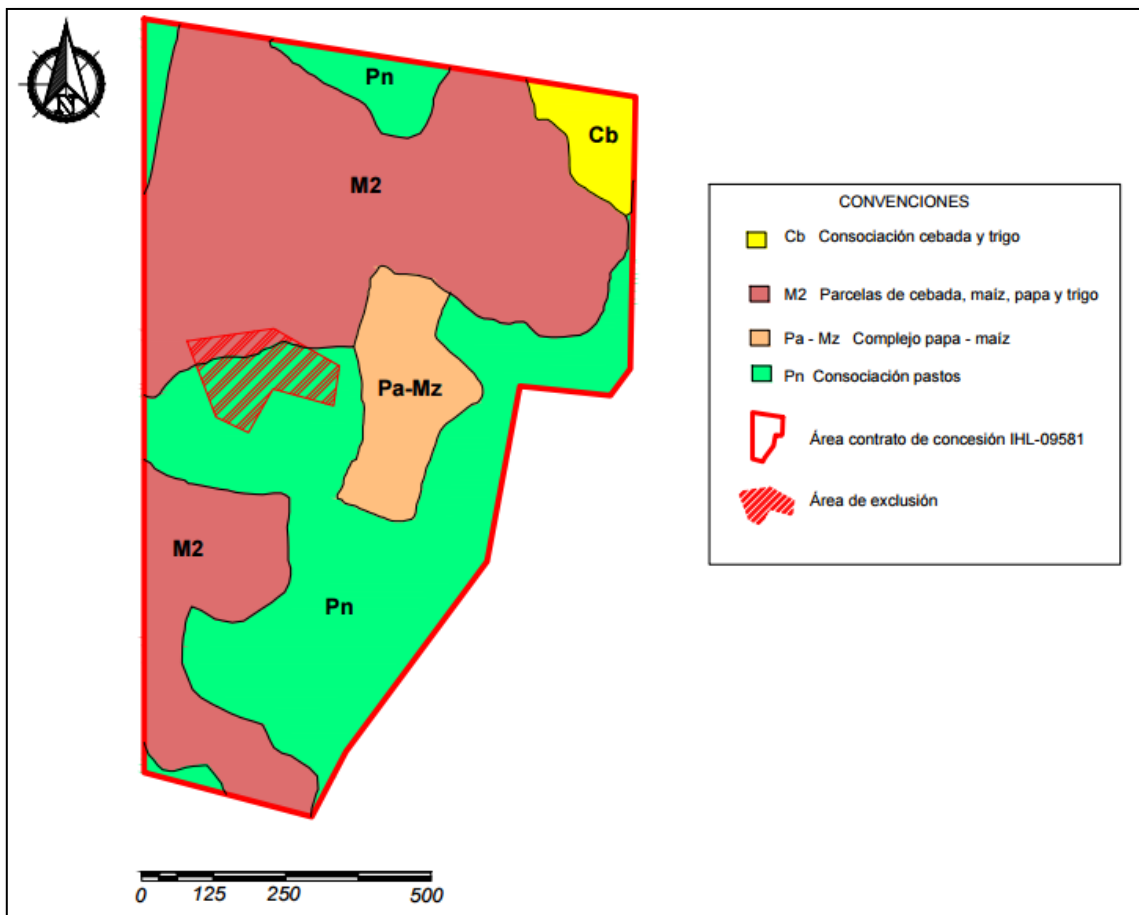 N
Pn
Cb
M2
Pa-Mz
M2
Pn
CONVENCIONES
Cb Consociación cebada y trigo
M2 Parcelas de cebada, maíz, papa y trigo
Pa - Mz Complejo papa - maíz
Pn Consociación pastos
Área contrato de concesión IHL-09581
Área de exclusión
0 125 250 500